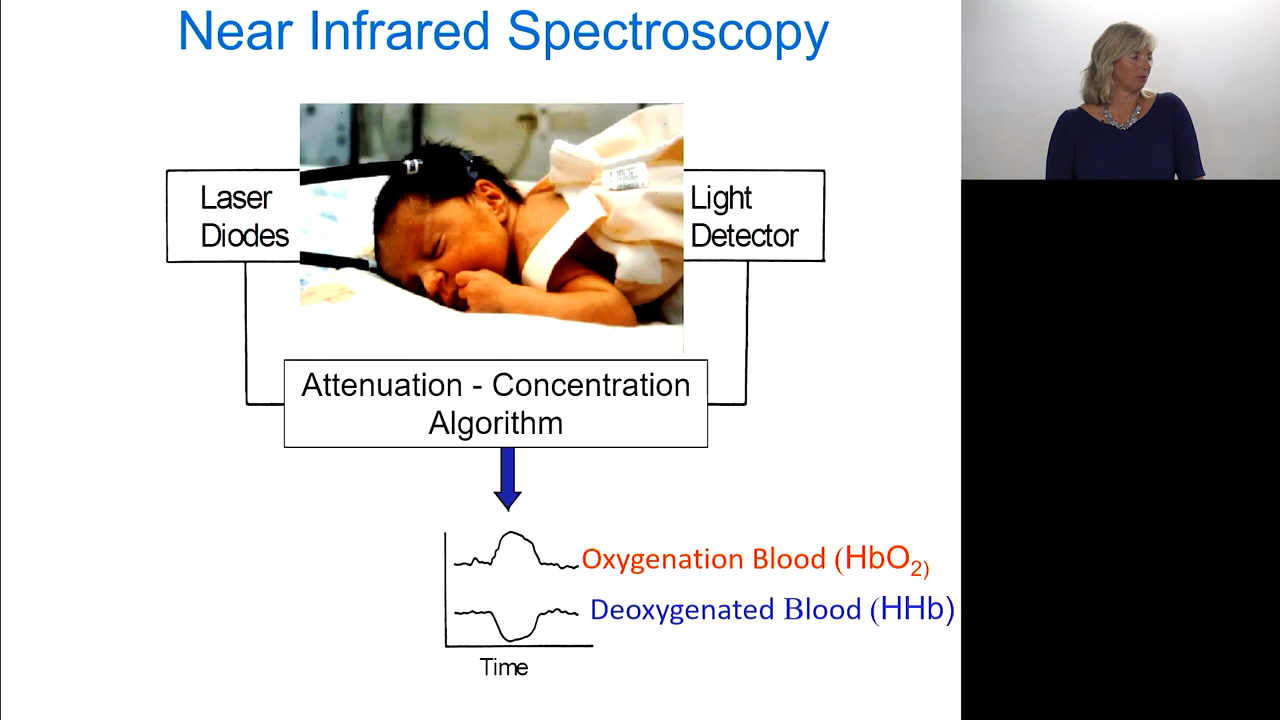 Near Infrared Spectroscopy
Laser
Diodes
Light
Detector
Attenuation - Concentration
Algorithm
Oxygenation Blood (HbO2)
Deoxygenated Blood (HHb)
Time